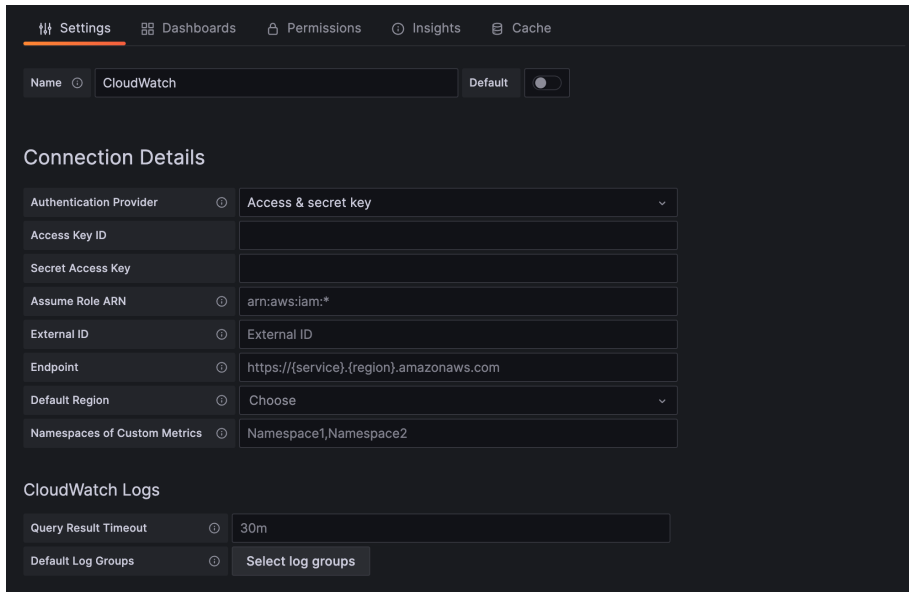 Settings Dashboards Permissions Insights Cache
Name CloudWatch Default
Connection Details
Authentication Provider Access & secret key
Access Key ID
Secret Access Key
Assume Role ARN arn:aws:iam:*
External ID External ID
Endpoint https://{service}.{region}.amazonaws.com
Default Region Choose
Namespaces of Custom Metrics Namespace1,Namespace2
CloudWatch Logs
Query Result Timeout 30m
Default Log Groups Select log groups